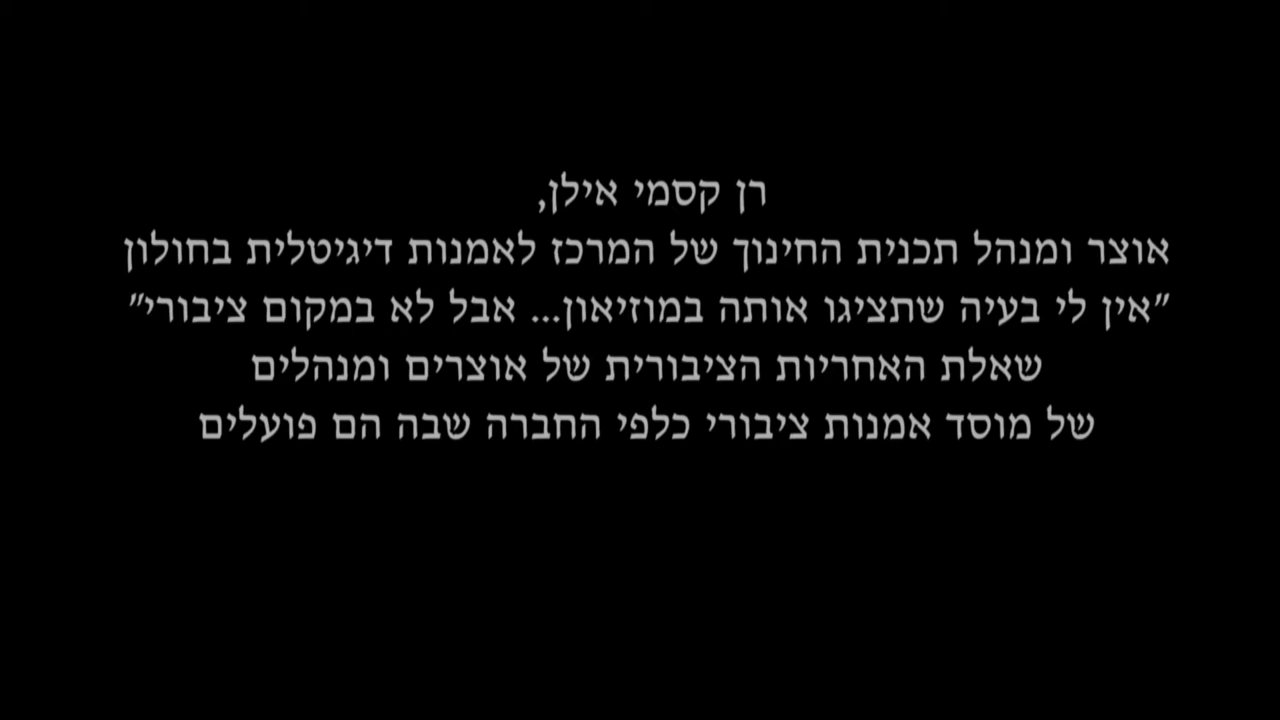 רן קסמי אילן,
אוצר ומנהל תכנית החינוך של המרכז לאמנות דיגיטלית בחולון
"אין לי בעיה שתציגו אותה במוזיאון... אבל לא במקום ציבורי"
שאלת האחריות הציבורית של אוצרים ומנהלים
של מוסד אמנות ציבורי כלפי החברה שבה הם פועלים